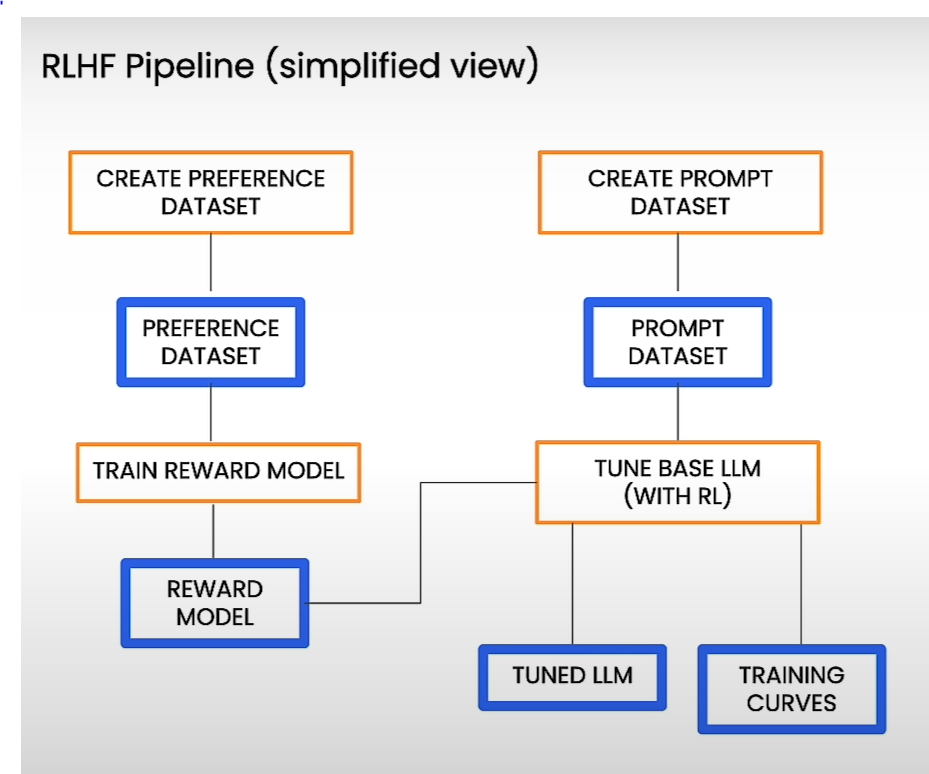 RLHF Pipeline (simplified view)
CREATE PREFERENCE
DATASET
CREATE PROMPT
DATASET
PREFERENCE
DATASET
PROMPT
DATASET
TRAIN REWARD MODEL
TUNE BASE LLM
(WITH RL)
REWARD
MODEL
TUNED LLM
TRAINING
CURVES